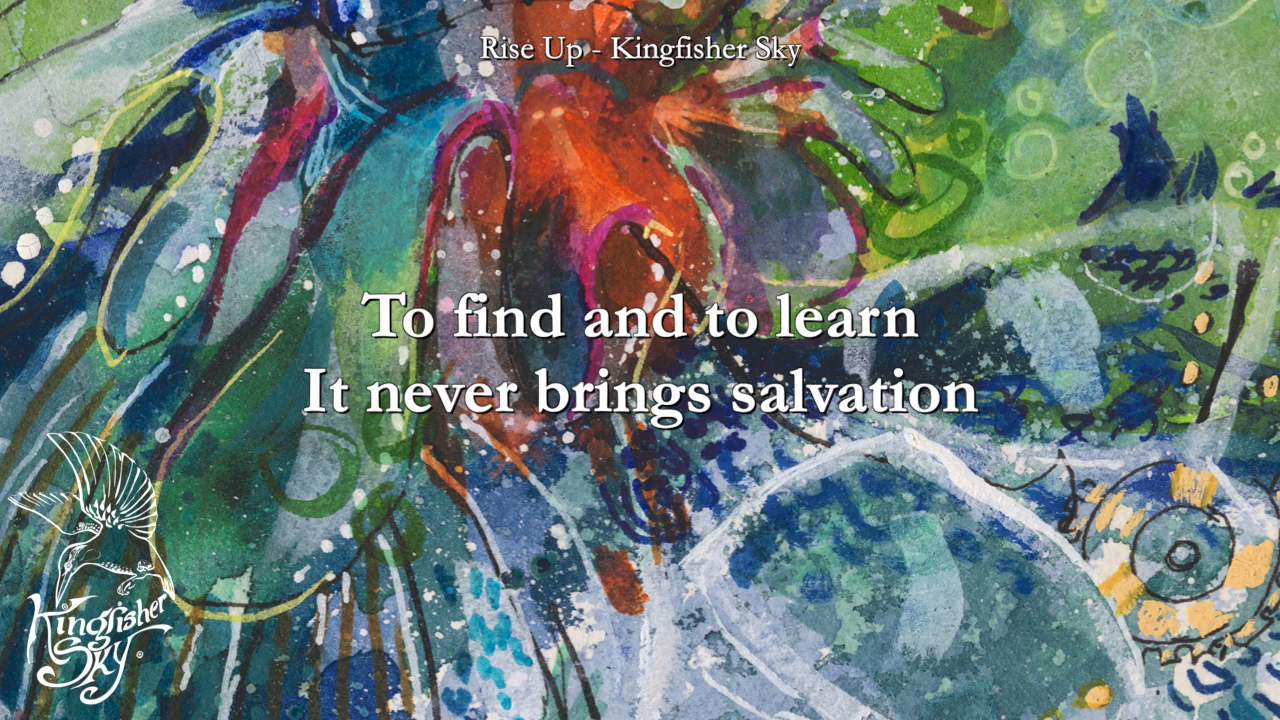 Rise Up - Kingfisher Sky
To find and to learn
It never brings salvation
Kingfisher
Sky